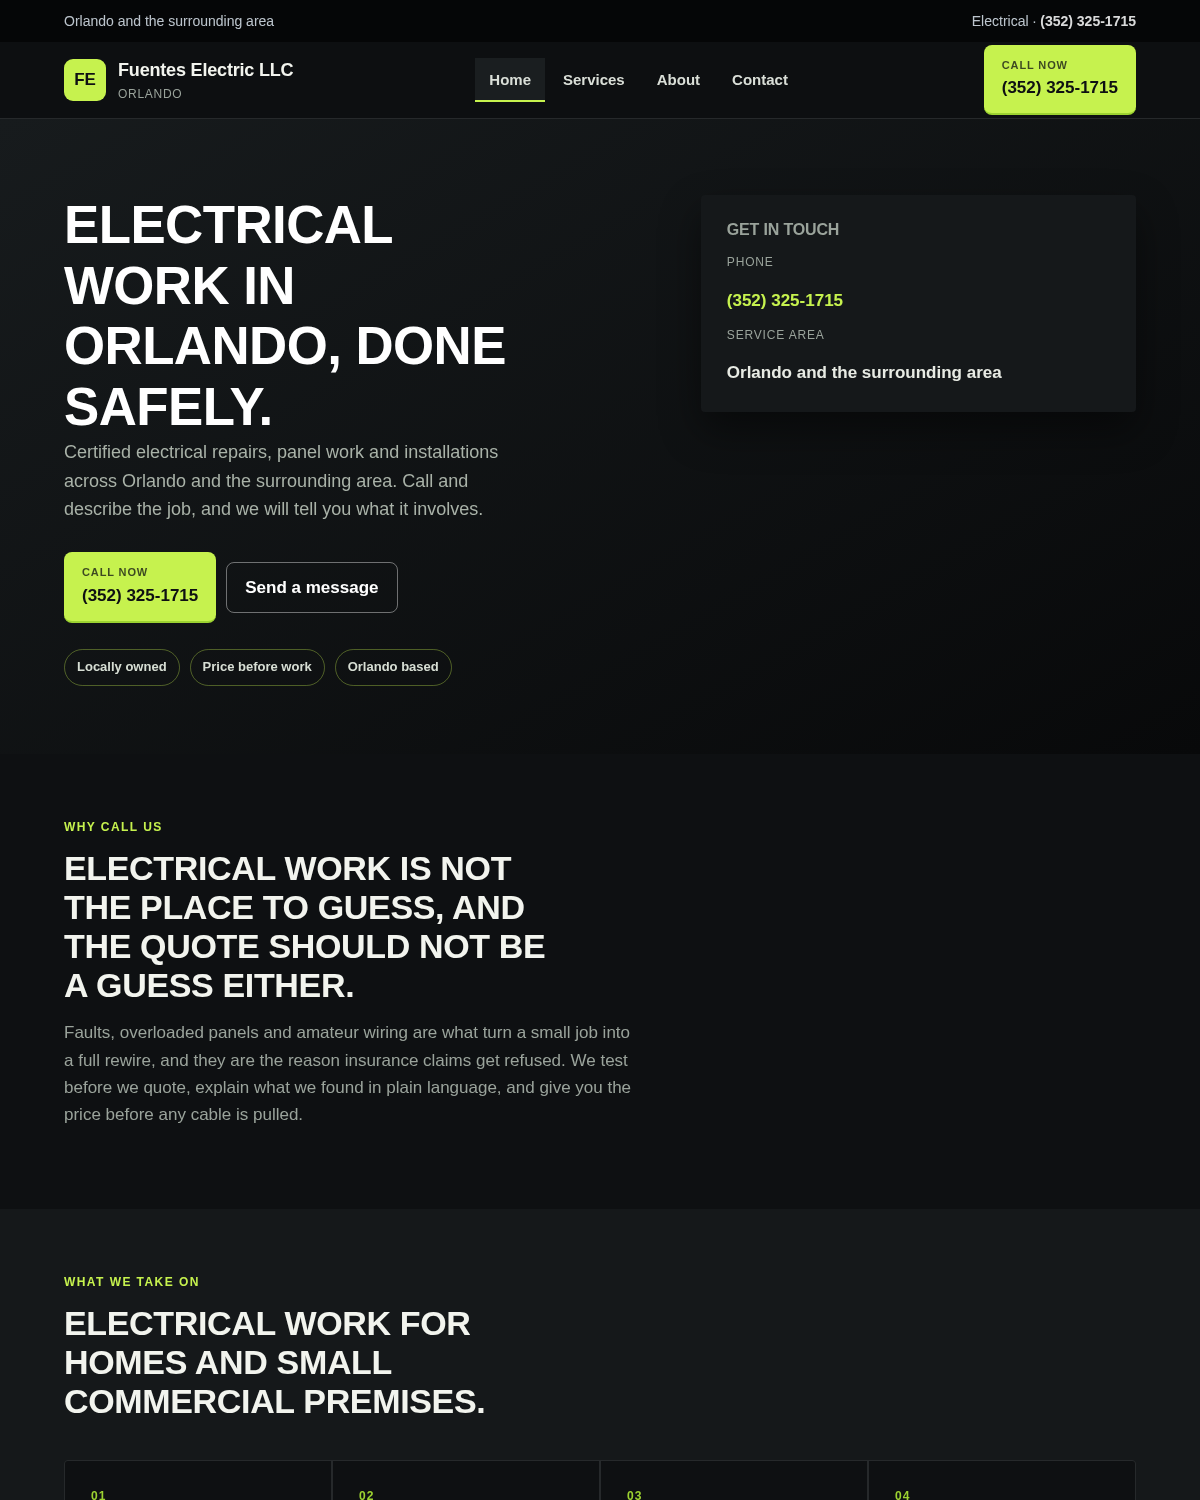 Orlando and the surrounding area
Electrical · (352) 325-1715
FE
Fuentes Electric LLC
ORLANDO
Home
Services
About
Contact
CALL NOW
(352) 325-1715
ELECTRICAL
WORK IN
ORLANDO, DONE
SAFELY.
Certified electrical repairs, panel work and installations
across Orlando and the surrounding area. Call and
describe the job, and we will tell you what it involves.
CALL NOW
(352) 325-1715
Send a message
Locally owned
Price before work
Orlando based
GET IN TOUCH
PHONE
(352) 325-1715
SERVICE AREA
Orlando and the surrounding area
WHY CALL US
ELECTRICAL WORK IS NOT
THE PLACE TO GUESS, AND
THE QUOTE SHOULD NOT BE
A GUESS EITHER.
Faults, overloaded panels and amateur wiring are what turn a small job into
a full rewire, and they are the reason insurance claims get refused. We test
before we quote, explain what we found in plain language, and give you the
price before any cable is pulled.
WHAT WE TAKE ON
ELECTRICAL WORK FOR
HOMES AND SMALL
COMMERCIAL PREMISES.
01
02
03
04